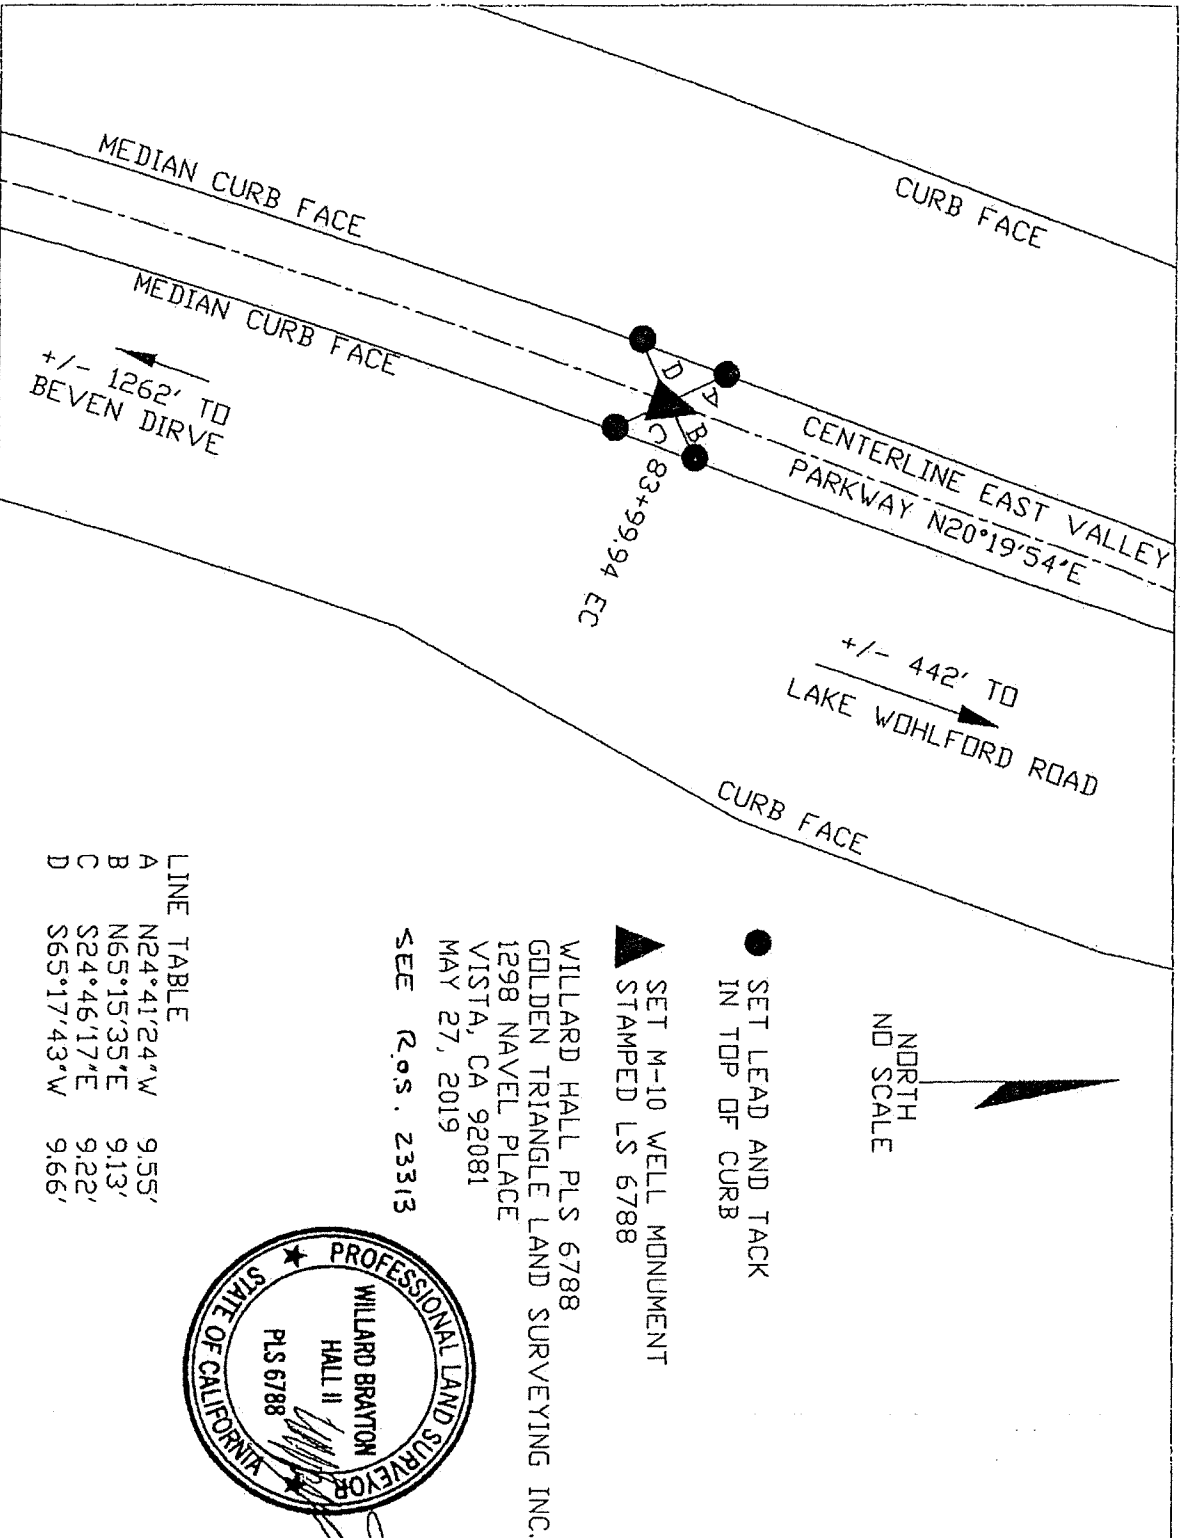 CURB FACE
MEDIAN CURB FACE
MEDIAN CURB FACE
+/- 1262' TO
BEVEN DIRVE
D
A
B
C
83+99.94 EC
CENTERLINE EAST VALLEY
PARKWAY N20°19'54"E
+/- 442' TO
LAKE WOHLFORD ROAD
CURB FACE
NORTH
NO SCALE
SET LEAD AND TACK
IN TOP OF CURB
SET M-10 WELL MONUMENT
STAMPED LS 6788
WILLARD HALL PLS 6788
GOLDEN TRIANGLE LAND SURVEYING INC.
1298 NAVEL PLACE
VISTA, CA 92081
MAY 27, 2019
SEE R.O.S. 23313
LINE TABLE
A N24°41'24"W 9.55'
B N65°15'35"E 9.13'
C S24°46'17"E 9.22'
D S65°17'43"W 9.66'
PROFESSIONAL LAND SURVEYOR
WILLARD BRAYTON
HALL II
PLS 6788
STATE OF CALIFORNIA